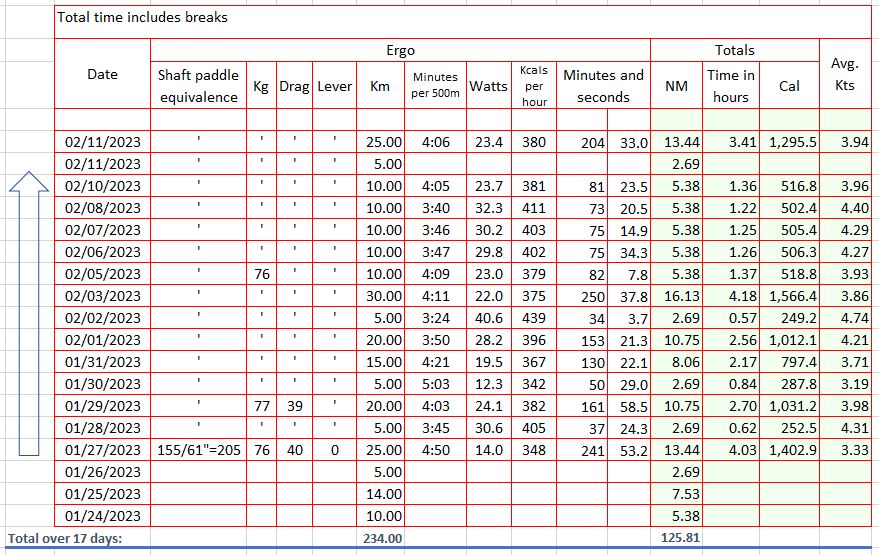 Total time includes breaks
Ergo Totals
Date Shaft paddle equivalence Kg Drag Lever Km Minutes per 500m Watts Kcals per hour Minutes and seconds NM Time in hours Cal Avg. Kts
02/11/2023 ' ' ' ' 25.00 4:06 23.4 380 204 33.0 13.44 3.41 1,295.5 3.94
02/11/2023 ' ' ' ' 5.00 2.69
02/10/2023 ' ' ' ' 10.00 4:05 23.7 381 81 23.5 5.38 1.36 516.8 3.96
02/08/2023 ' ' ' ' 10.00 3:40 32.3 411 73 20.5 5.38 1.22 502.4 4.40
02/07/2023 ' ' ' ' 10.00 3:46 30.2 403 75 14.9 5.38 1.25 505.4 4.29
02/06/2023 ' ' ' ' 10.00 3:47 29.8 402 75 34.3 5.38 1.26 506.3 4.27
02/05/2023 ' 76 ' ' 10.00 4:09 23.0 379 82 7.8 5.38 1.37 518.8 3.93
02/03/2023 ' ' ' ' 30.00 4:11 22.0 375 250 37.8 16.13 4.18 1,566.4 3.86
02/02/2023 ' ' ' ' 5.00 3:24 40.6 439 34 3.7 2.69 0.57 249.2 4.74
02/01/2023 ' ' ' ' 20.00 3:50 28.2 396 153 21.3 10.75 2.56 1,012.1 4.21
01/31/2023 ' ' ' ' 15.00 4:21 19.5 367 130 22.1 8.06 2.17 797.4 3.71
01/30/2023 ' ' ' ' 5.00 5:03 12.3 342 50 29.0 2.69 0.84 287.8 3.19
01/29/2023 ' 77 39 ' 20.00 4:03 24.1 382 161 58.5 10.75 2.70 1,031.2 3.98
01/28/2023 ' ' ' ' 5.00 3:45 30.6 405 37 24.3 2.69 0.62 252.5 4.31
01/27/2023 155/61"=205 76 40 0 25.00 4:50 14.0 348 241 53.2 13.44 4.03 1,402.9 3.33
01/26/2023 5.00 2.69
01/25/2023 14.00 7.53
01/24/2023 10.00 5.38
Total over 17 days: 234.00 125.81